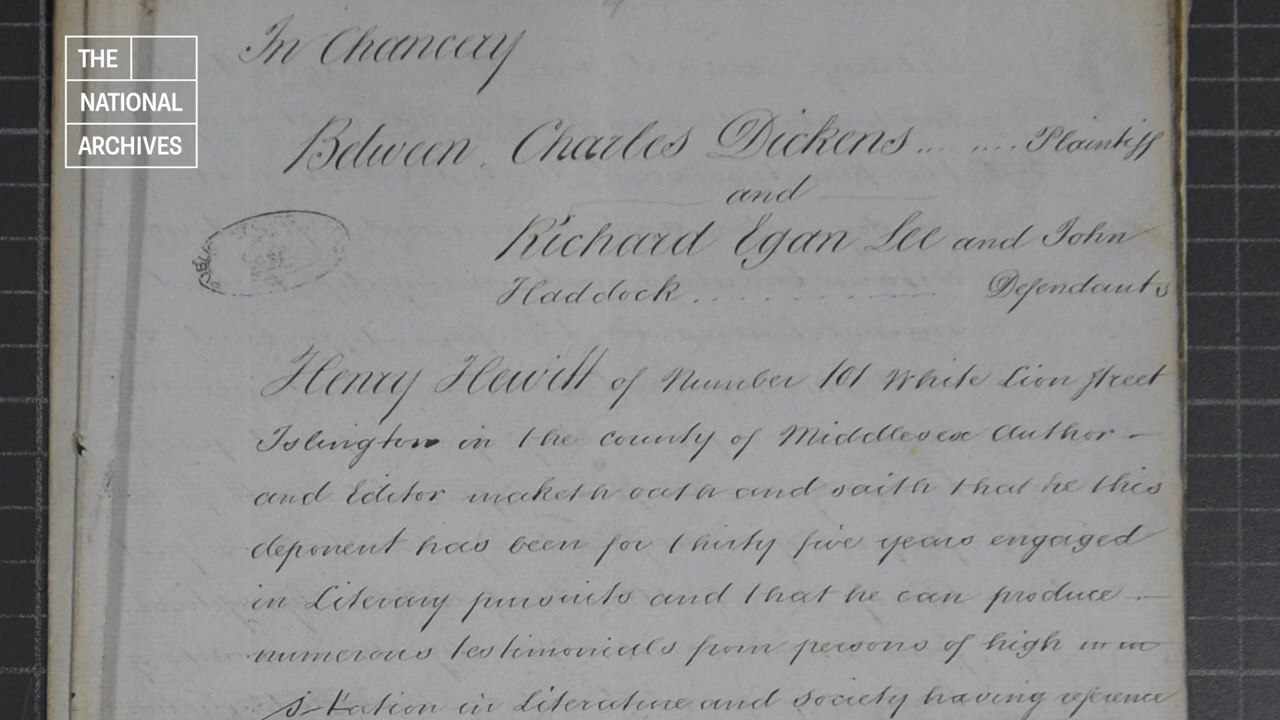 THE
NATIONAL
ARCHIVES
In Chancery
Between Charles Dickens ... .... Plaintiff
and
Richard Egan Lee and John
Haddock ........ Defendants
Henry Hewitt of Number 101 White Lion Street
Islington in the county of Middlesex Author
and Editor maketh oath and saith that he this
deponent has been for thirty five years engaged
in Literary pursuits and that he can produce
numerous testimonials from persons of high
station in Literature and society having reference